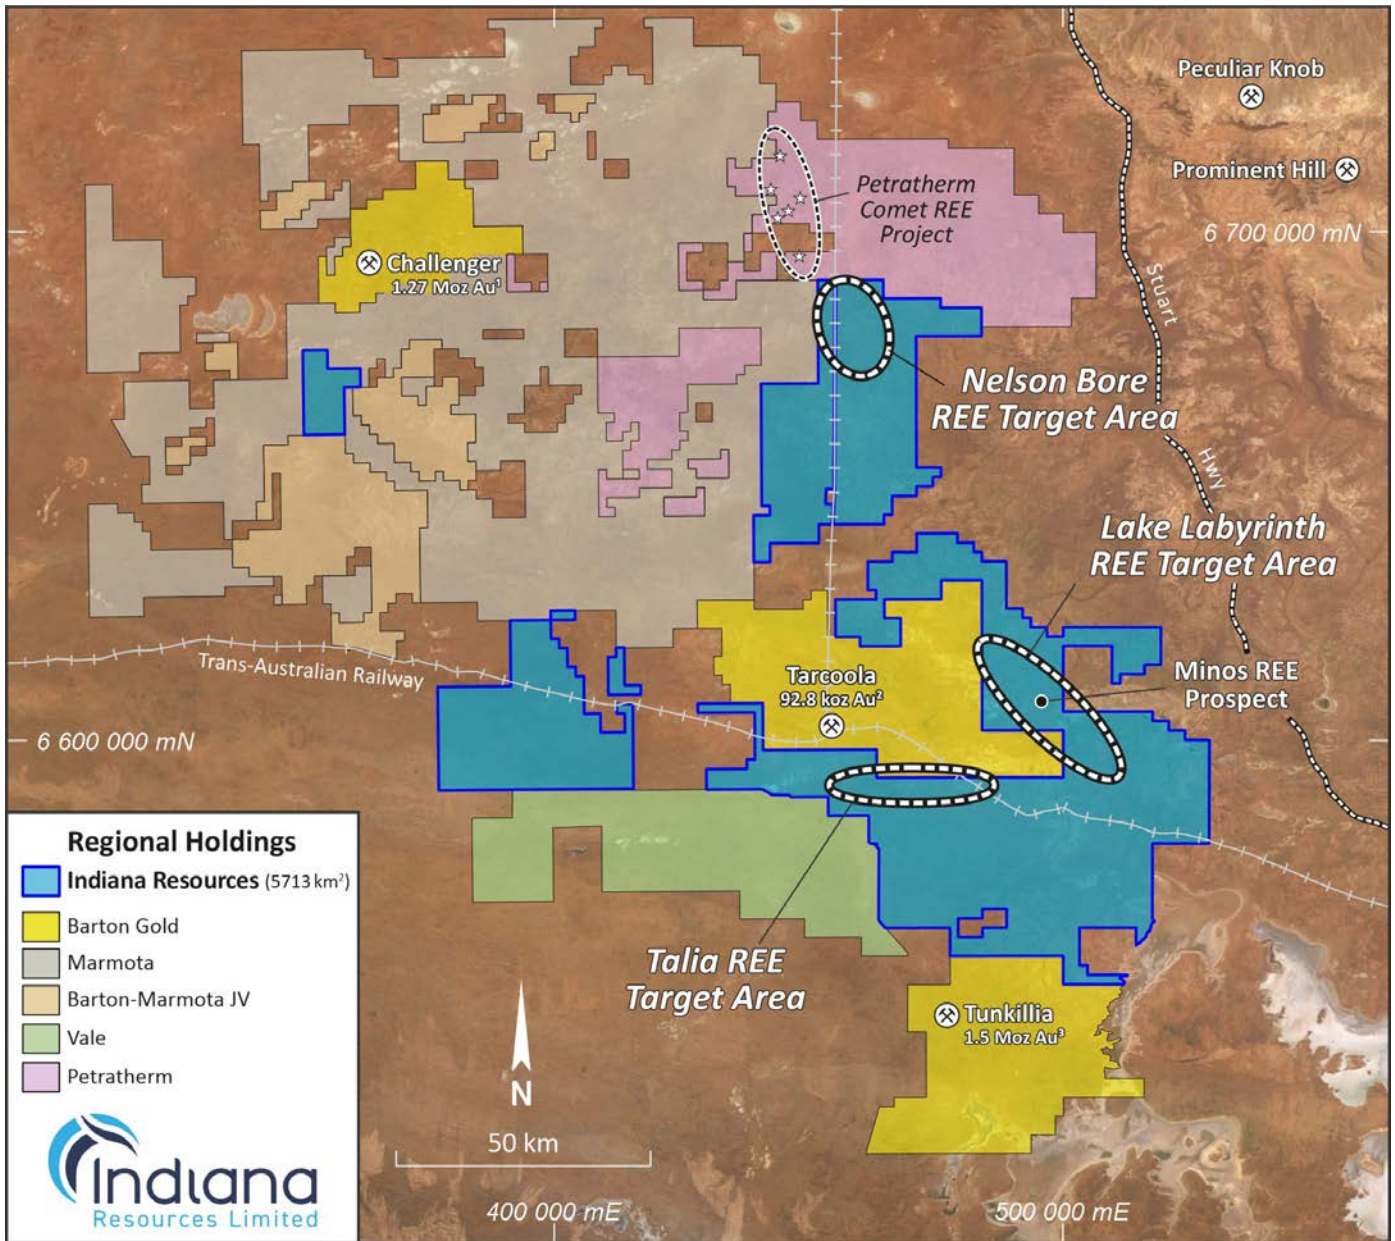 Peculiar Knob
Prominent Hill
6 700 000 mN
Petratherm
Comet REE
Project
Challenger
1.27 Moz Au¹
Stuart
Hwy
Nelson Bore
REE Target Area
Lake Labyrinth
REE Target Area
Trans-Australian Railway
Tarcoola
92.8 koz Au²
Minos REE
Prospect
6 600 000 mN
Regional Holdings
Indiana Resources (5713 km²)
Barton Gold
Marmota
Barton-Marmota JV
Vale
Petratherm
Talia REE
Target Area
Tunkillia
1.5 Moz Au³
N
50 km
400 000 mE
500 000 mE
Indiana
Resources Limited